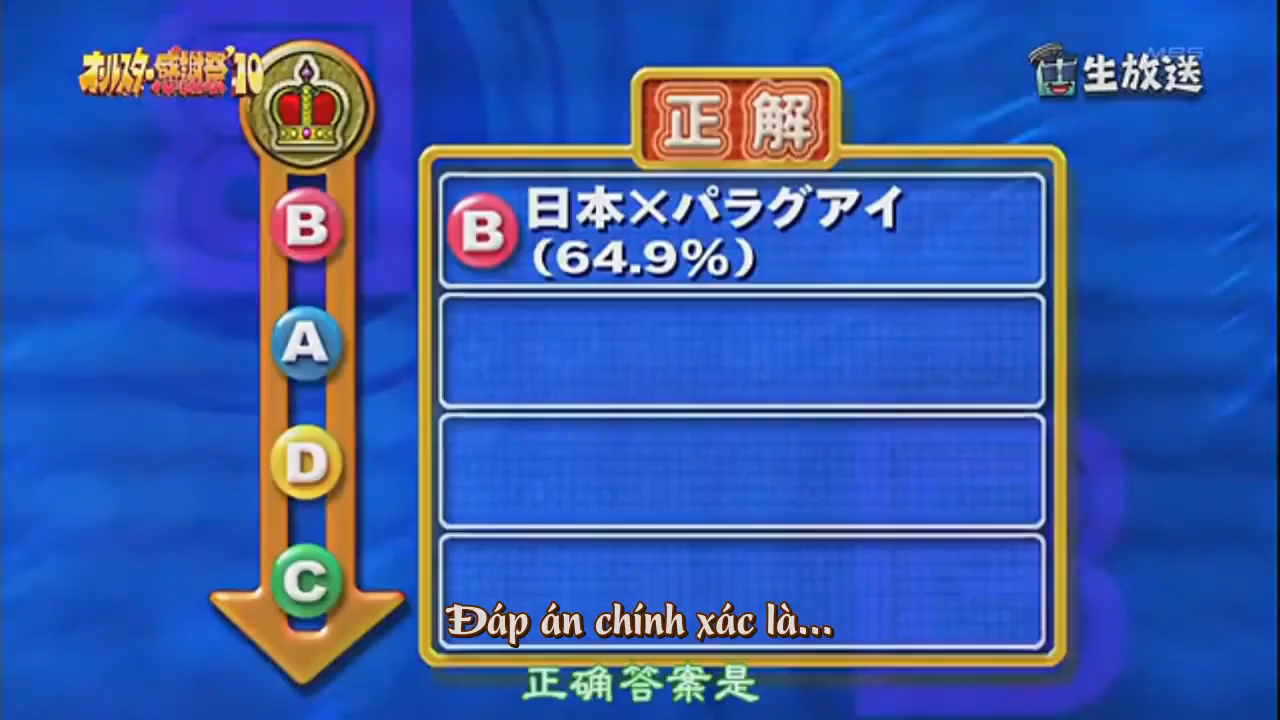 オールスター感謝祭'10
MBS
生放送
正解
B
A
D
C
B 日本×パラグアイ
(64.9%)
Đáp án chính xác là...
正确答案是